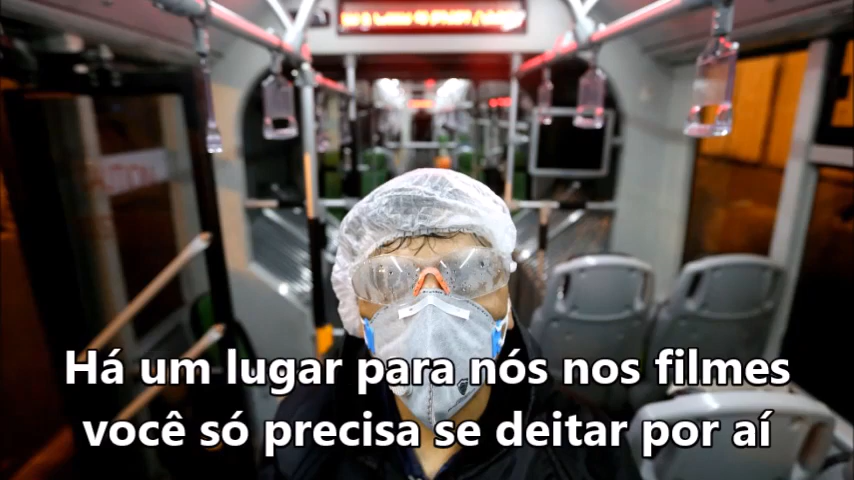 Há um lugar para nós nos filmes
você só precisa se deitar por aí